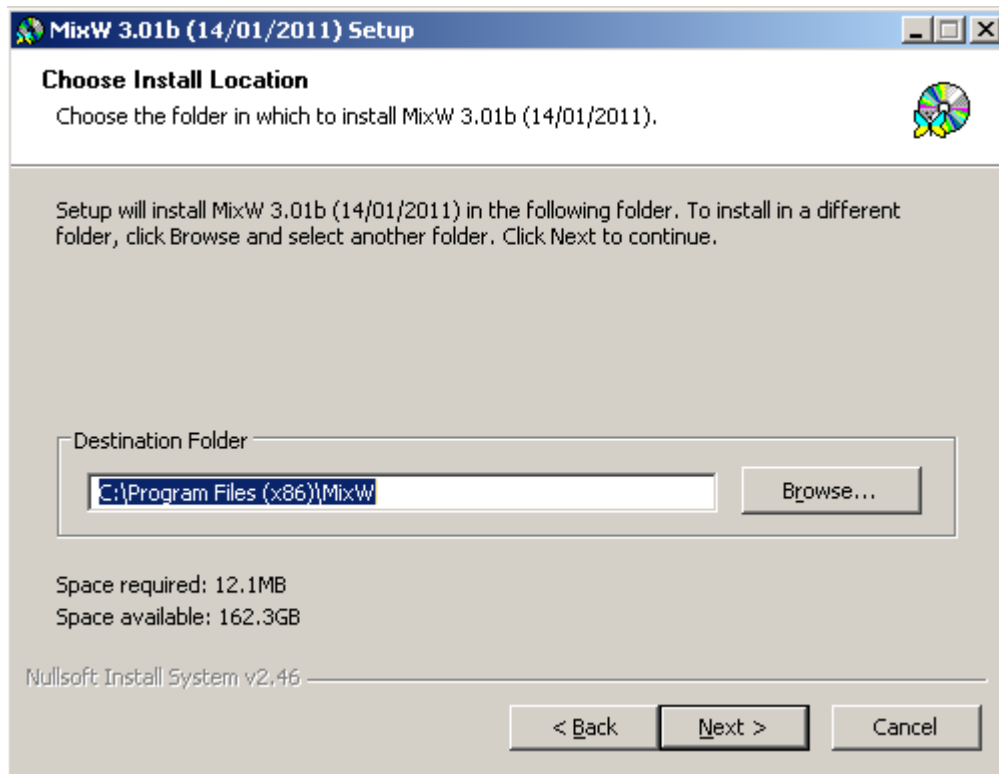 MixW 3.01b (14/01/2011) Setup
Choose Install Location
Choose the folder in which to install MixW 3.01b (14/01/2011).
Setup will install MixW 3.01b (14/01/2011) in the following folder. To install in a different
folder, click Browse and select another folder. Click Next to continue.
Destination Folder
C:\Program Files (x86)\MixW
Browse...
Space required: 12.1MB
Space available: 162.3GB
Nullsoft Install System v2.46
< Back
Next >
Cancel